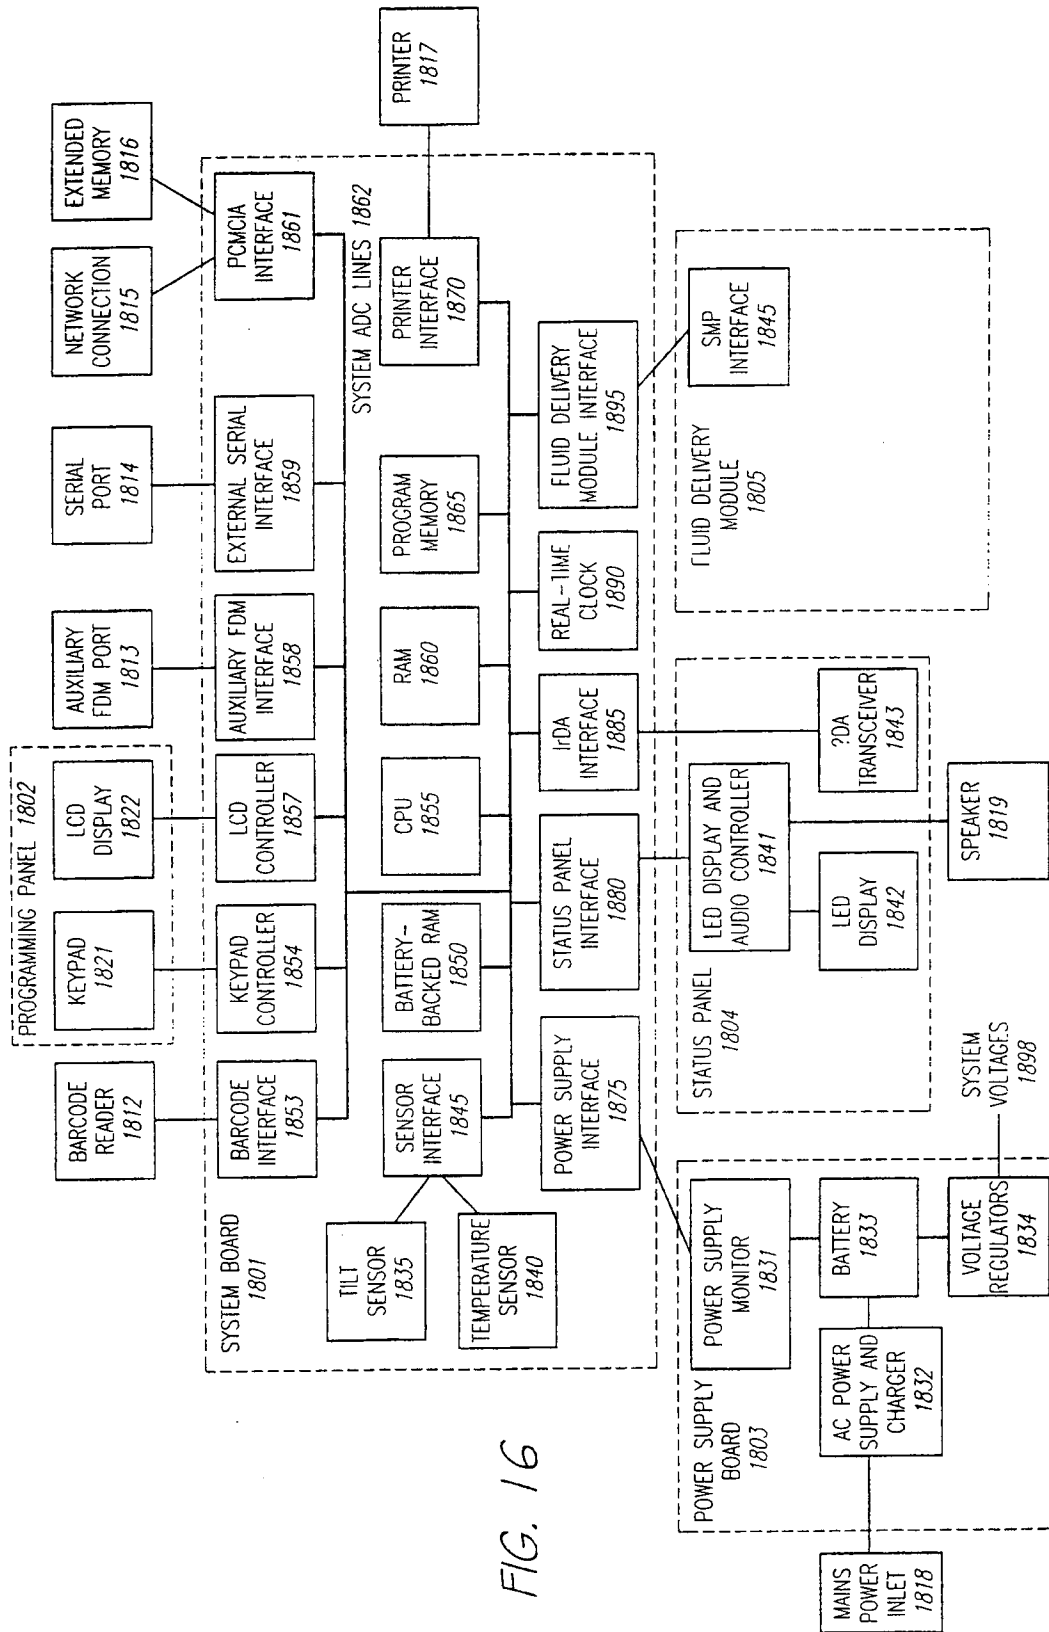 PROGRAMMING PANEL 1802
BARCODE
READER
1812
KEYPAD
1821
LCD
DISPLAY
1822
AUXILIARY
FDM PORT
1813
SERIAL
PORT
1814
NETWORK
CONNECTION
1815
EXTENDED
MEMORY
1816
SYSTEM BOARD
1801
BARCODE
INTERFACE
1853
KEYPAD
CONTROLLER
1854
LCD
CONTROLLER
1857
AUXILIARY FDM
INTERFACE
1858
EXTERNAL SERIAL
INTERFACE
1859
PCMCIA
INTERFACE
1861
SYSTEM ADC LINES 1862
TILT
SENSOR
1835
TEMPERATURE
SENSOR
1840
SENSOR
INTERFACE
1845
BATTERY-
BACKED RAM
1850
CPU
1855
RAM
1860
PROGRAM
MEMORY
1865
PRINTER
INTERFACE
1870
PRINTER
1817
POWER SUPPLY
INTERFACE
1875
STATUS PANEL
INTERFACE
1880
IrDA
INTERFACE
1885
REAL-TIME
CLOCK
1890
FLUID DELIVERY
MODULE INTERFACE
1895
POWER SUPPLY
BOARD
1803
POWER SUPPLY
MONITOR
1831
MAINS
POWER
INLET
1818
AC POWER
SUPPLY AND
CHARGER
1832
BATTERY
1833
VOLTAGE
REGULATORS
1834
SYSTEM
VOLTAGES
1898
STATUS PANEL
1804
LED DISPLAY AND
AUDIO CONTROLLER
1841
LED
DISPLAY
1842
?DA
TRANSCEIVER
1843
SPEAKER
1819
FLUID DELIVERY
MODULE
1805
SMP
INTERFACE
1845
FIG. 16